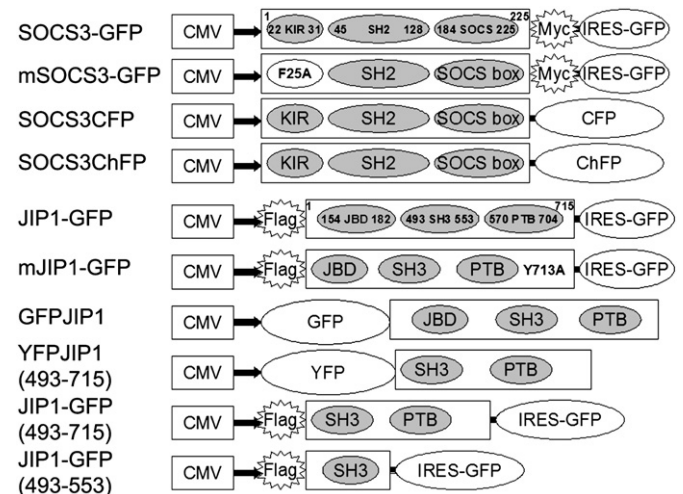 1 225
SOCS3-GFP CMV 22 KIR 31 45 SH2 128 184 SOCS 225 Myc IRES-GFP
mSOCS3-GFP CMV F25A SH2 SOCS box Myc IRES-GFP
SOCS3CFP CMV KIR SH2 SOCS box CFP
SOCS3ChFP CMV KIR SH2 SOCS box ChFP
1 715
JIP1-GFP CMV Flag 154 JBD 182 493 SH3 553 570 PTB 704 IRES-GFP
mJIP1-GFP CMV Flag JBD SH3 PTB Y713A IRES-GFP
GFPJIP1 CMV GFP JBD SH3 PTB
YFPJIP1
(493-715) CMV YFP SH3 PTB
JIP1-GFP
(493-715) CMV Flag SH3 PTB IRES-GFP
JIP1-GFP
(493-553) CMV Flag SH3 IRES-GFP